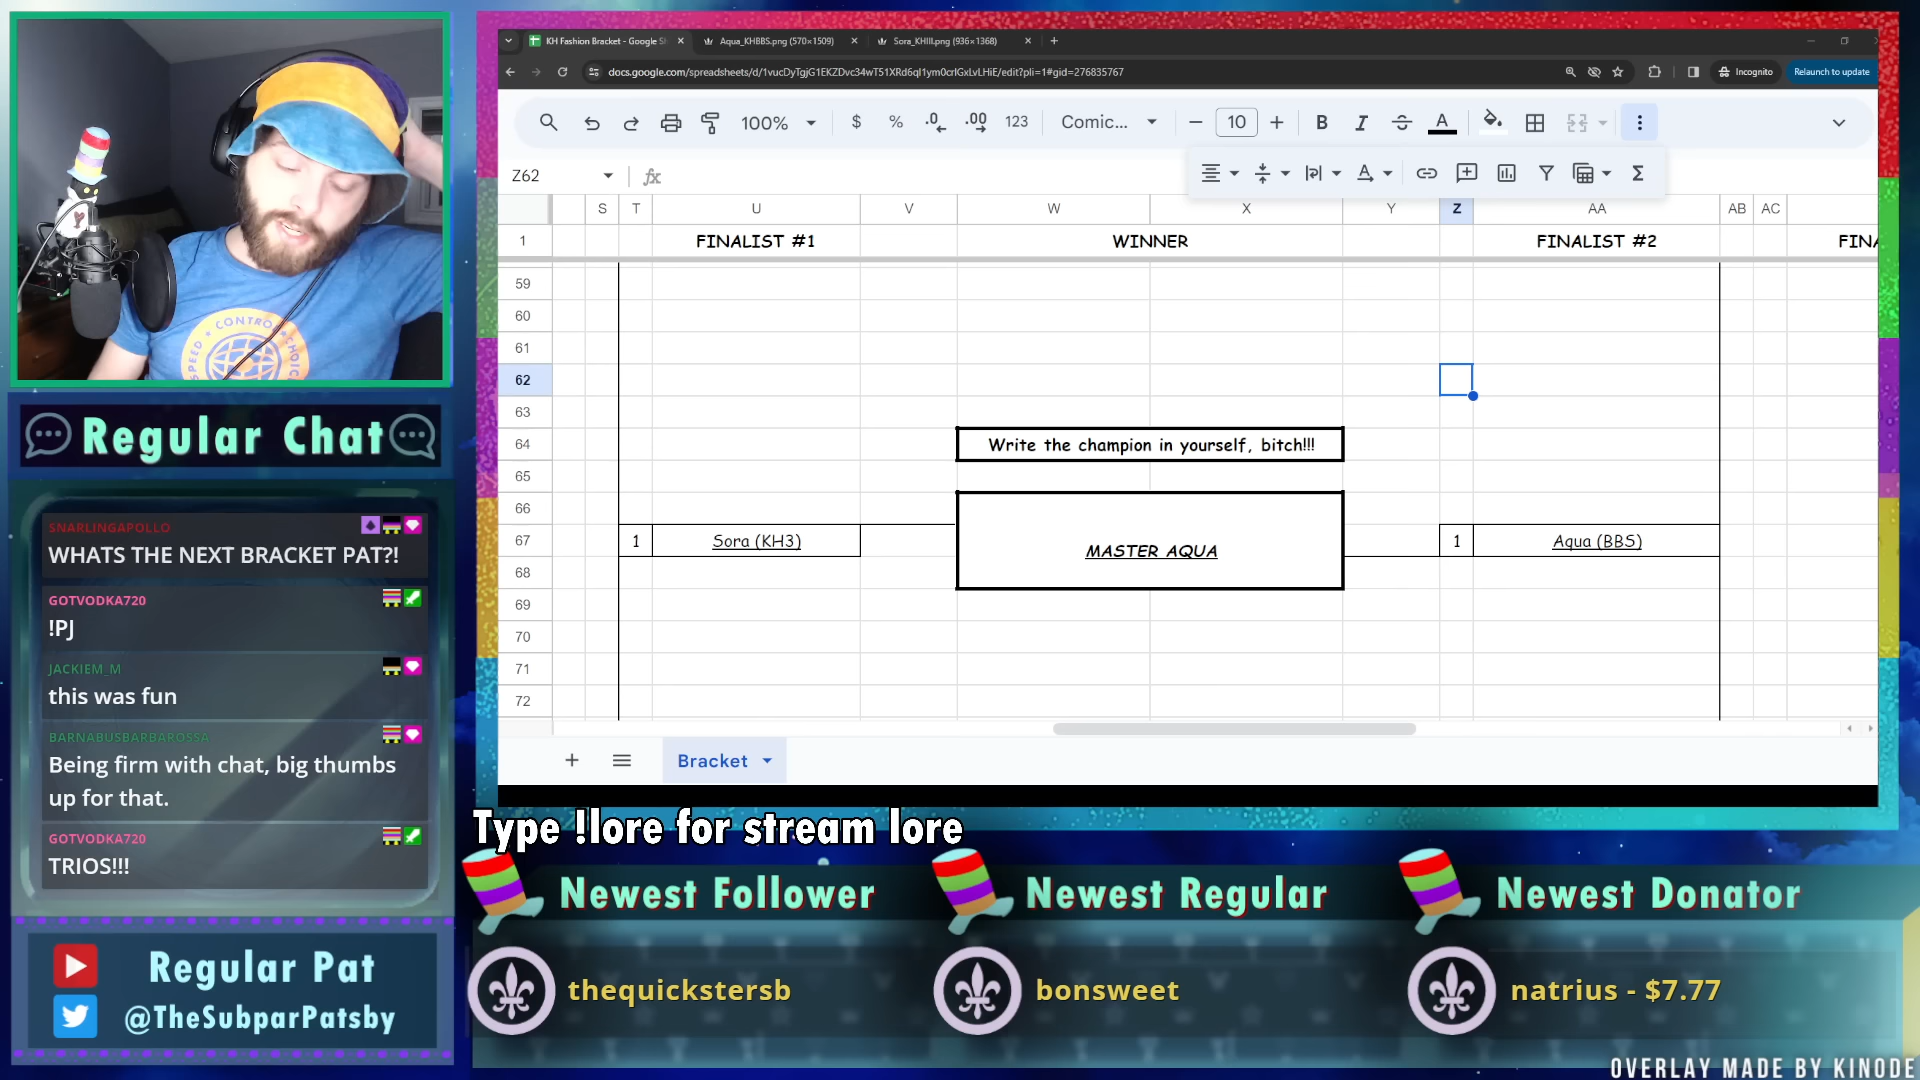 KH Fashion Bracket - Google Sh
Aqua_KHBBS.png (570×1509)
Sora_KHIII.png (936×1368)
docs.google.com/spreadsheets/d/1vucDyTgjG1EKZDvc34wT51XRd6qI1ym0crIGxLvLHiE/edit?pli=1#gid=276835767
Incognito
Relaunch to update
100%
$
%
.0
.00
123
Comic...
10
B
I
A
Z62
fx
S
T
U
V
W
X
Y
Z
AA
AB
AC
1
FINALIST #1
WINNER
FINALIST #2
FINA
59
60
61
62
63
64
Write the champion in yourself, bitch!!!
65
66
67
1
Sora (KH3)
MASTER AQUA
1
Aqua (BBS)
68
69
70
71
72
Bracket
SPEED • CONTROL CHOICE
Regular Chat
SNARLINGAPOLLO
WHATS THE NEXT BRACKET PAT?!
GOTVODKA720
!PJ
JACKIEM_M
this was fun
BARNABUSBARBAROSSA
Being firm with chat, big thumbs
up for that.
GOTVODKA720
TRIOS!!!
Regular Pat
@TheSubparPatsby
Type !lore for stream lore
Newest Follower
thequickstersb
Newest Regular
bonsweet
Newest Donator
natrius - $7.77
OVERLAY MADE BY KINODE